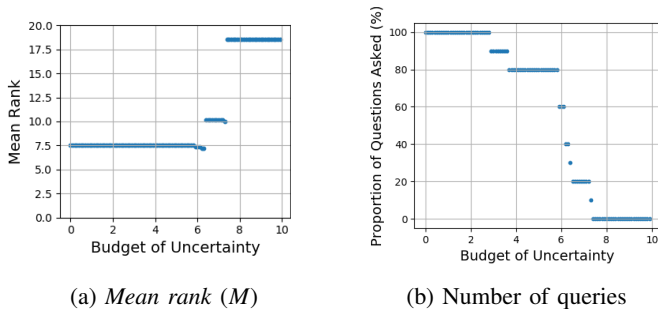 Mean Rank
20.0
17.5
15.0
12.5
10.0
7.5
5.0
2.5
0.0
0 2 4 6 8 10
Budget of Uncertainty
(a) Mean rank (M)
Proportion of Questions Asked (%)
100
80
60
40
20
0
0 2 4 6 8 10
Budget of Uncertainty
(b) Number of queries